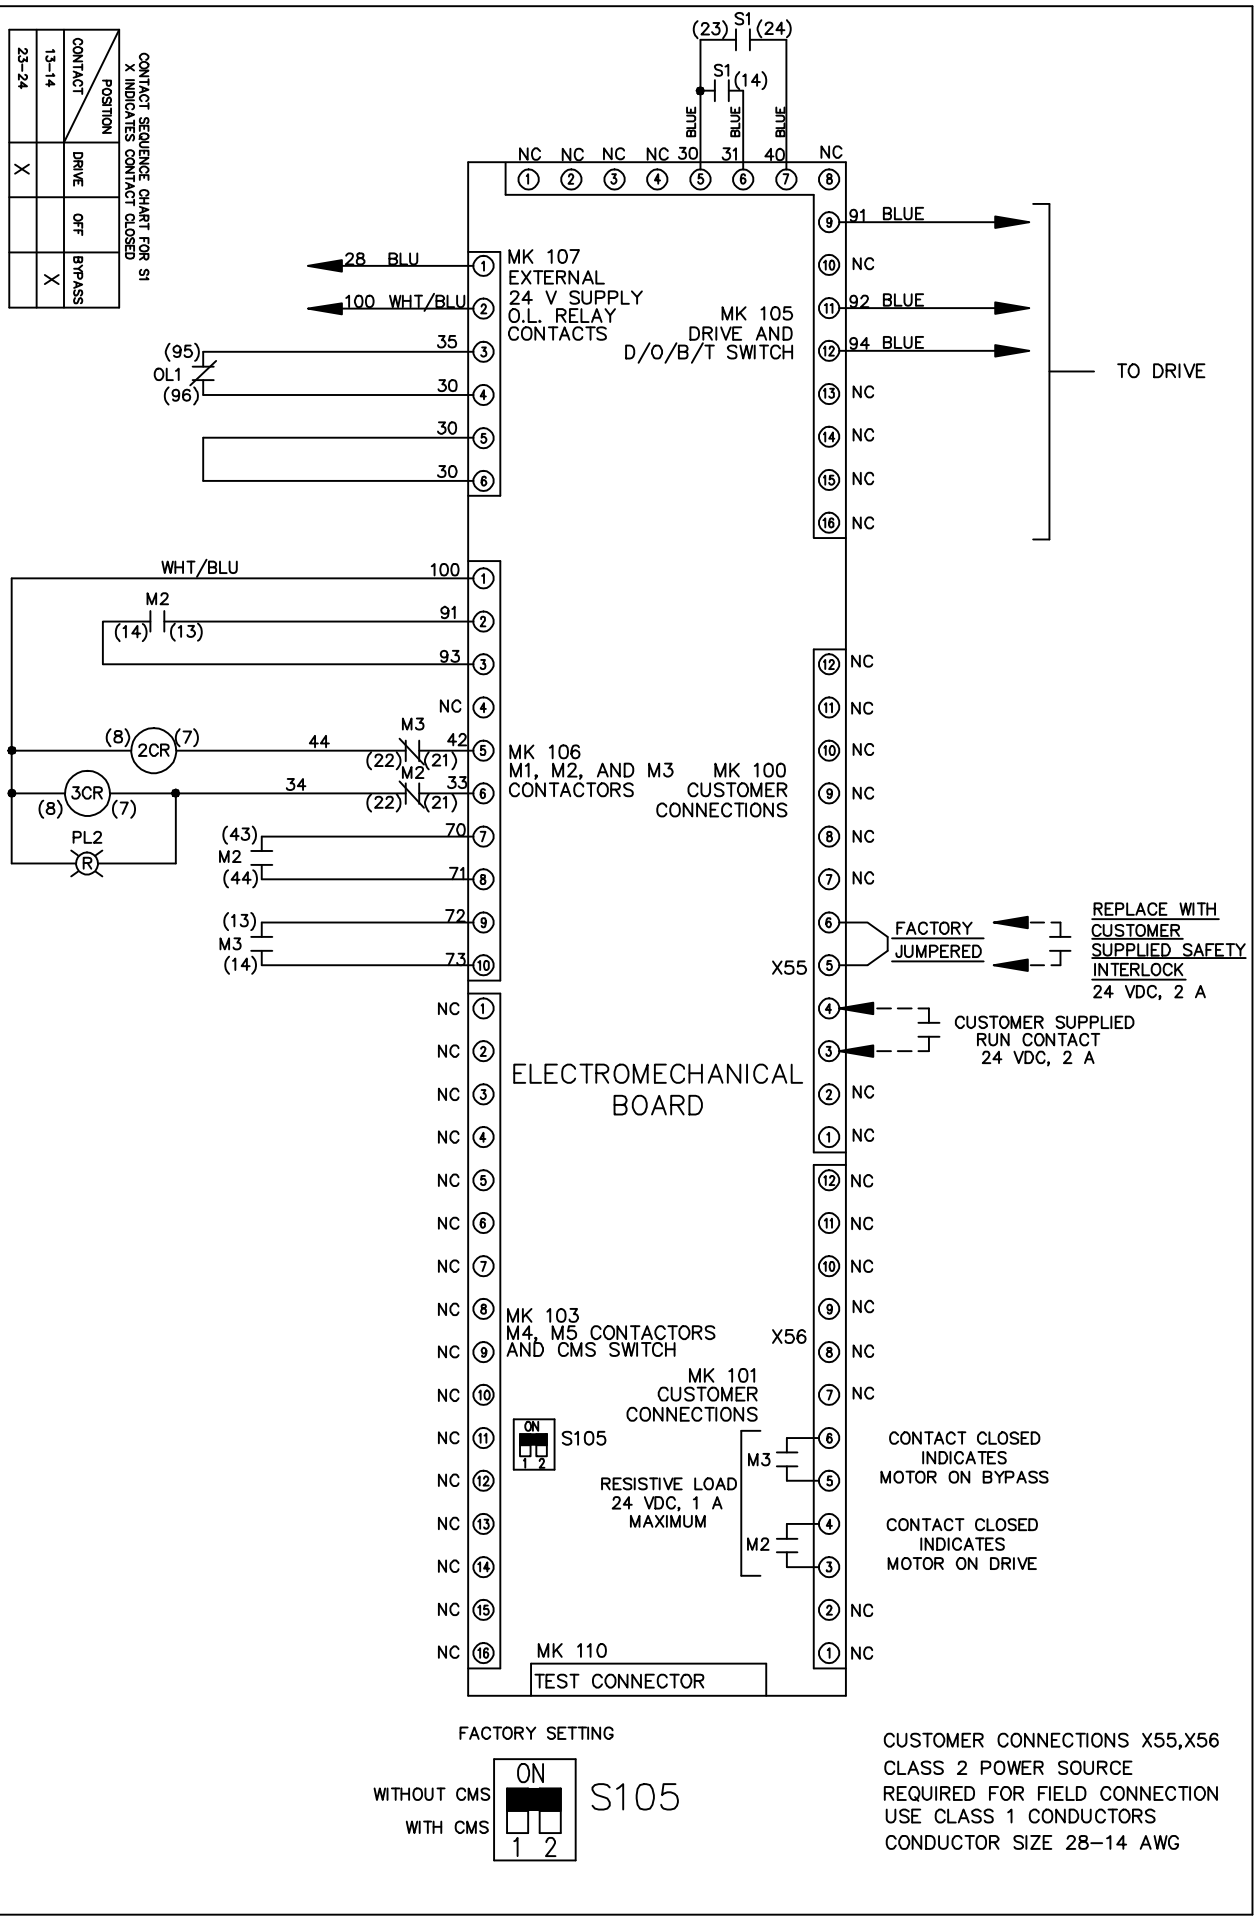 CONTACT SEQUENCE CHART FOR S1
X INDICATES CONTACT CLOSED
POSITION
CONTACT
DRIVE
OFF
BYPASS
13-14
X
23-24
X
(23)
S1
(24)
S1
(14)
BLUE
BLUE
BLUE
NC
NC
NC
NC
30
31
40
NC
1
2
3
4
5
6
7
8
9
91 BLUE
10
NC
11
92 BLUE
12
94 BLUE
13
NC
14
NC
15
NC
16
NC
MK 105
DRIVE AND
D/O/B/T SWITCH
TO DRIVE
28 BLU
1
100 WHT/BLU
2
(95)
OL1
(96)
35
3
30
4
30
5
30
6
MK 107
EXTERNAL
24 V SUPPLY
O.L. RELAY
CONTACTS
WHT/BLU
100
1
M2
(14)
(13)
91
2
93
3
NC
4
(8)
2CR
(7)
44
M3
(22)
(21)
42
5
(8)
3CR
(7)
34
M2
(22)
(21)
33
6
PL2
R
(43)
M2
(44)
70
7
71
8
(13)
M3
(14)
72
9
73
10
MK 106
M1, M2, AND M3
CONTACTORS
MK 100
CUSTOMER
CONNECTIONS
12
NC
11
NC
10
NC
9
NC
8
NC
7
NC
6
X55
5
4
3
2
NC
1
NC
FACTORY
JUMPERED
REPLACE WITH
CUSTOMER
SUPPLIED SAFETY
INTERLOCK
24 VDC, 2 A
CUSTOMER SUPPLIED
RUN CONTACT
24 VDC, 2 A
ELECTROMECHANICAL
BOARD
NC
1
NC
2
NC
3
NC
4
NC
5
NC
6
NC
7
NC
8
NC
9
NC
10
NC
11
NC
12
NC
13
NC
14
NC
15
NC
16
MK 103
M4, M5 CONTACTORS
AND CMS SWITCH
ON
1 2
S105
12
NC
11
NC
10
NC
9
NC
X56
8
NC
7
NC
6
5
4
3
2
NC
1
NC
MK 101
CUSTOMER
CONNECTIONS
M3
RESISTIVE LOAD
24 VDC, 1 A
MAXIMUM
M2
CONTACT CLOSED
INDICATES
MOTOR ON BYPASS
CONTACT CLOSED
INDICATES
MOTOR ON DRIVE
MK 110
TEST CONNECTOR
FACTORY SETTING
WITHOUT CMS
WITH CMS
ON
1 2
S105
CUSTOMER CONNECTIONS X55,X56
CLASS 2 POWER SOURCE
REQUIRED FOR FIELD CONNECTION
USE CLASS 1 CONDUCTORS
CONDUCTOR SIZE 28-14 AWG